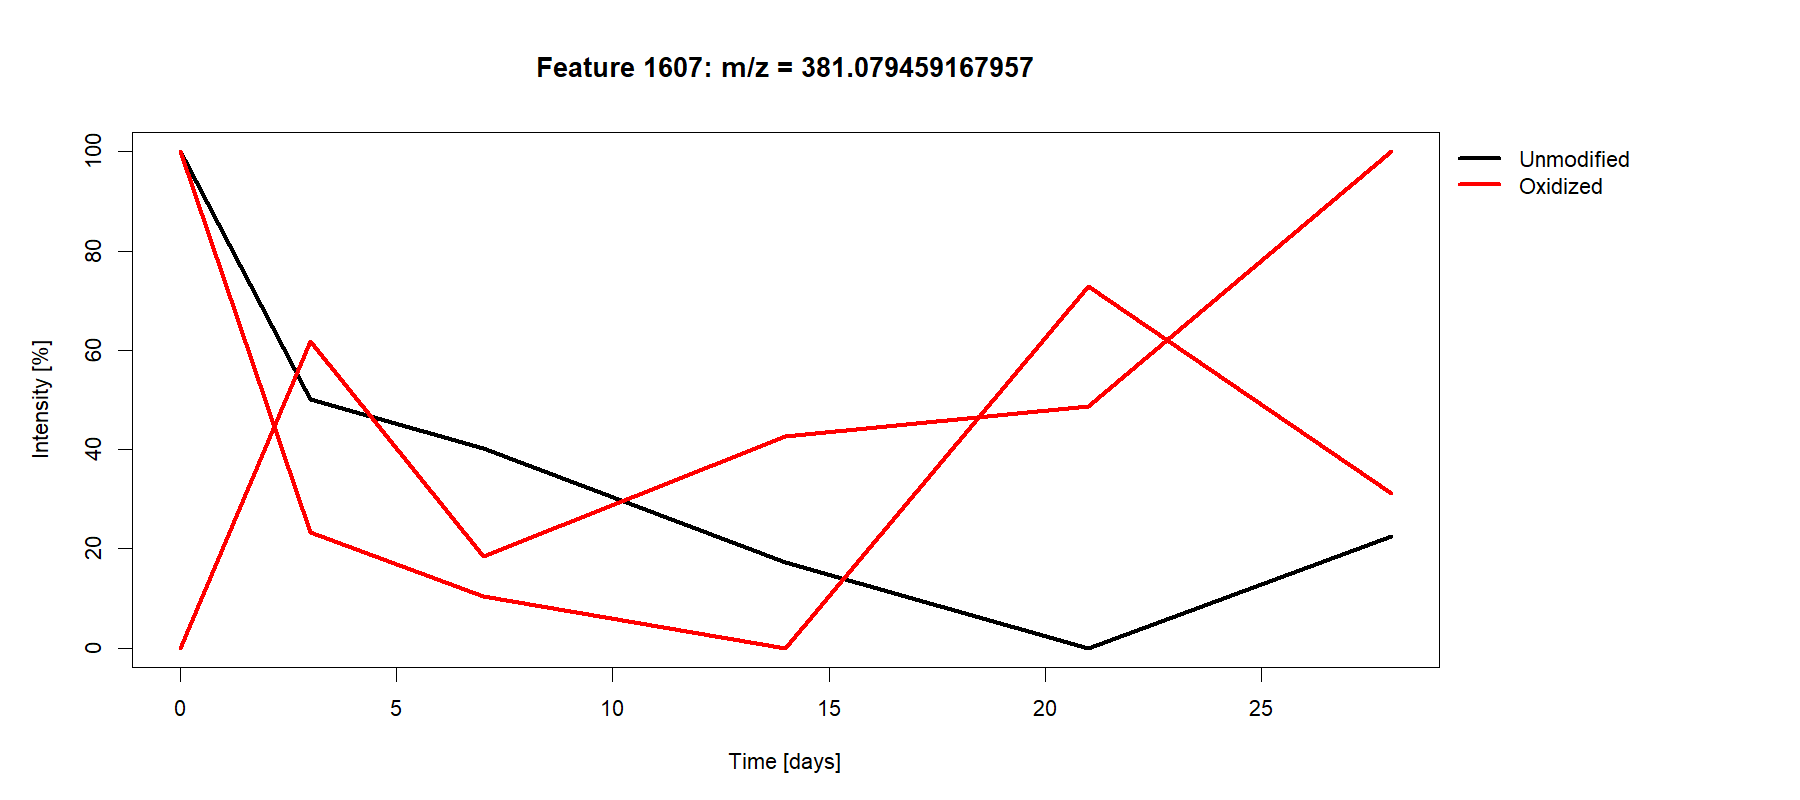 Feature 1607: m/z = 381.079459167957
Unmodified
Oxidized
100
80
60
40
20
0
Intensity [%]
0 5 10 15 20 25
Time [days]